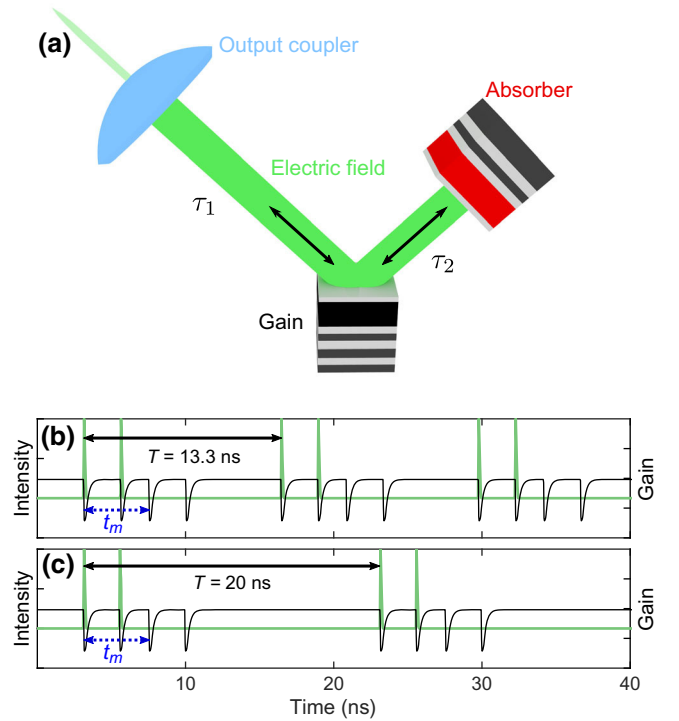 (a)
Output coupler
Absorber
Electric field
τ1
τ2
Gain
(b)
Intensity
T = 13.3 ns
tm
Gain
(c)
Intensity
T = 20 ns
tm
Gain
10 20 30 40
Time (ns)